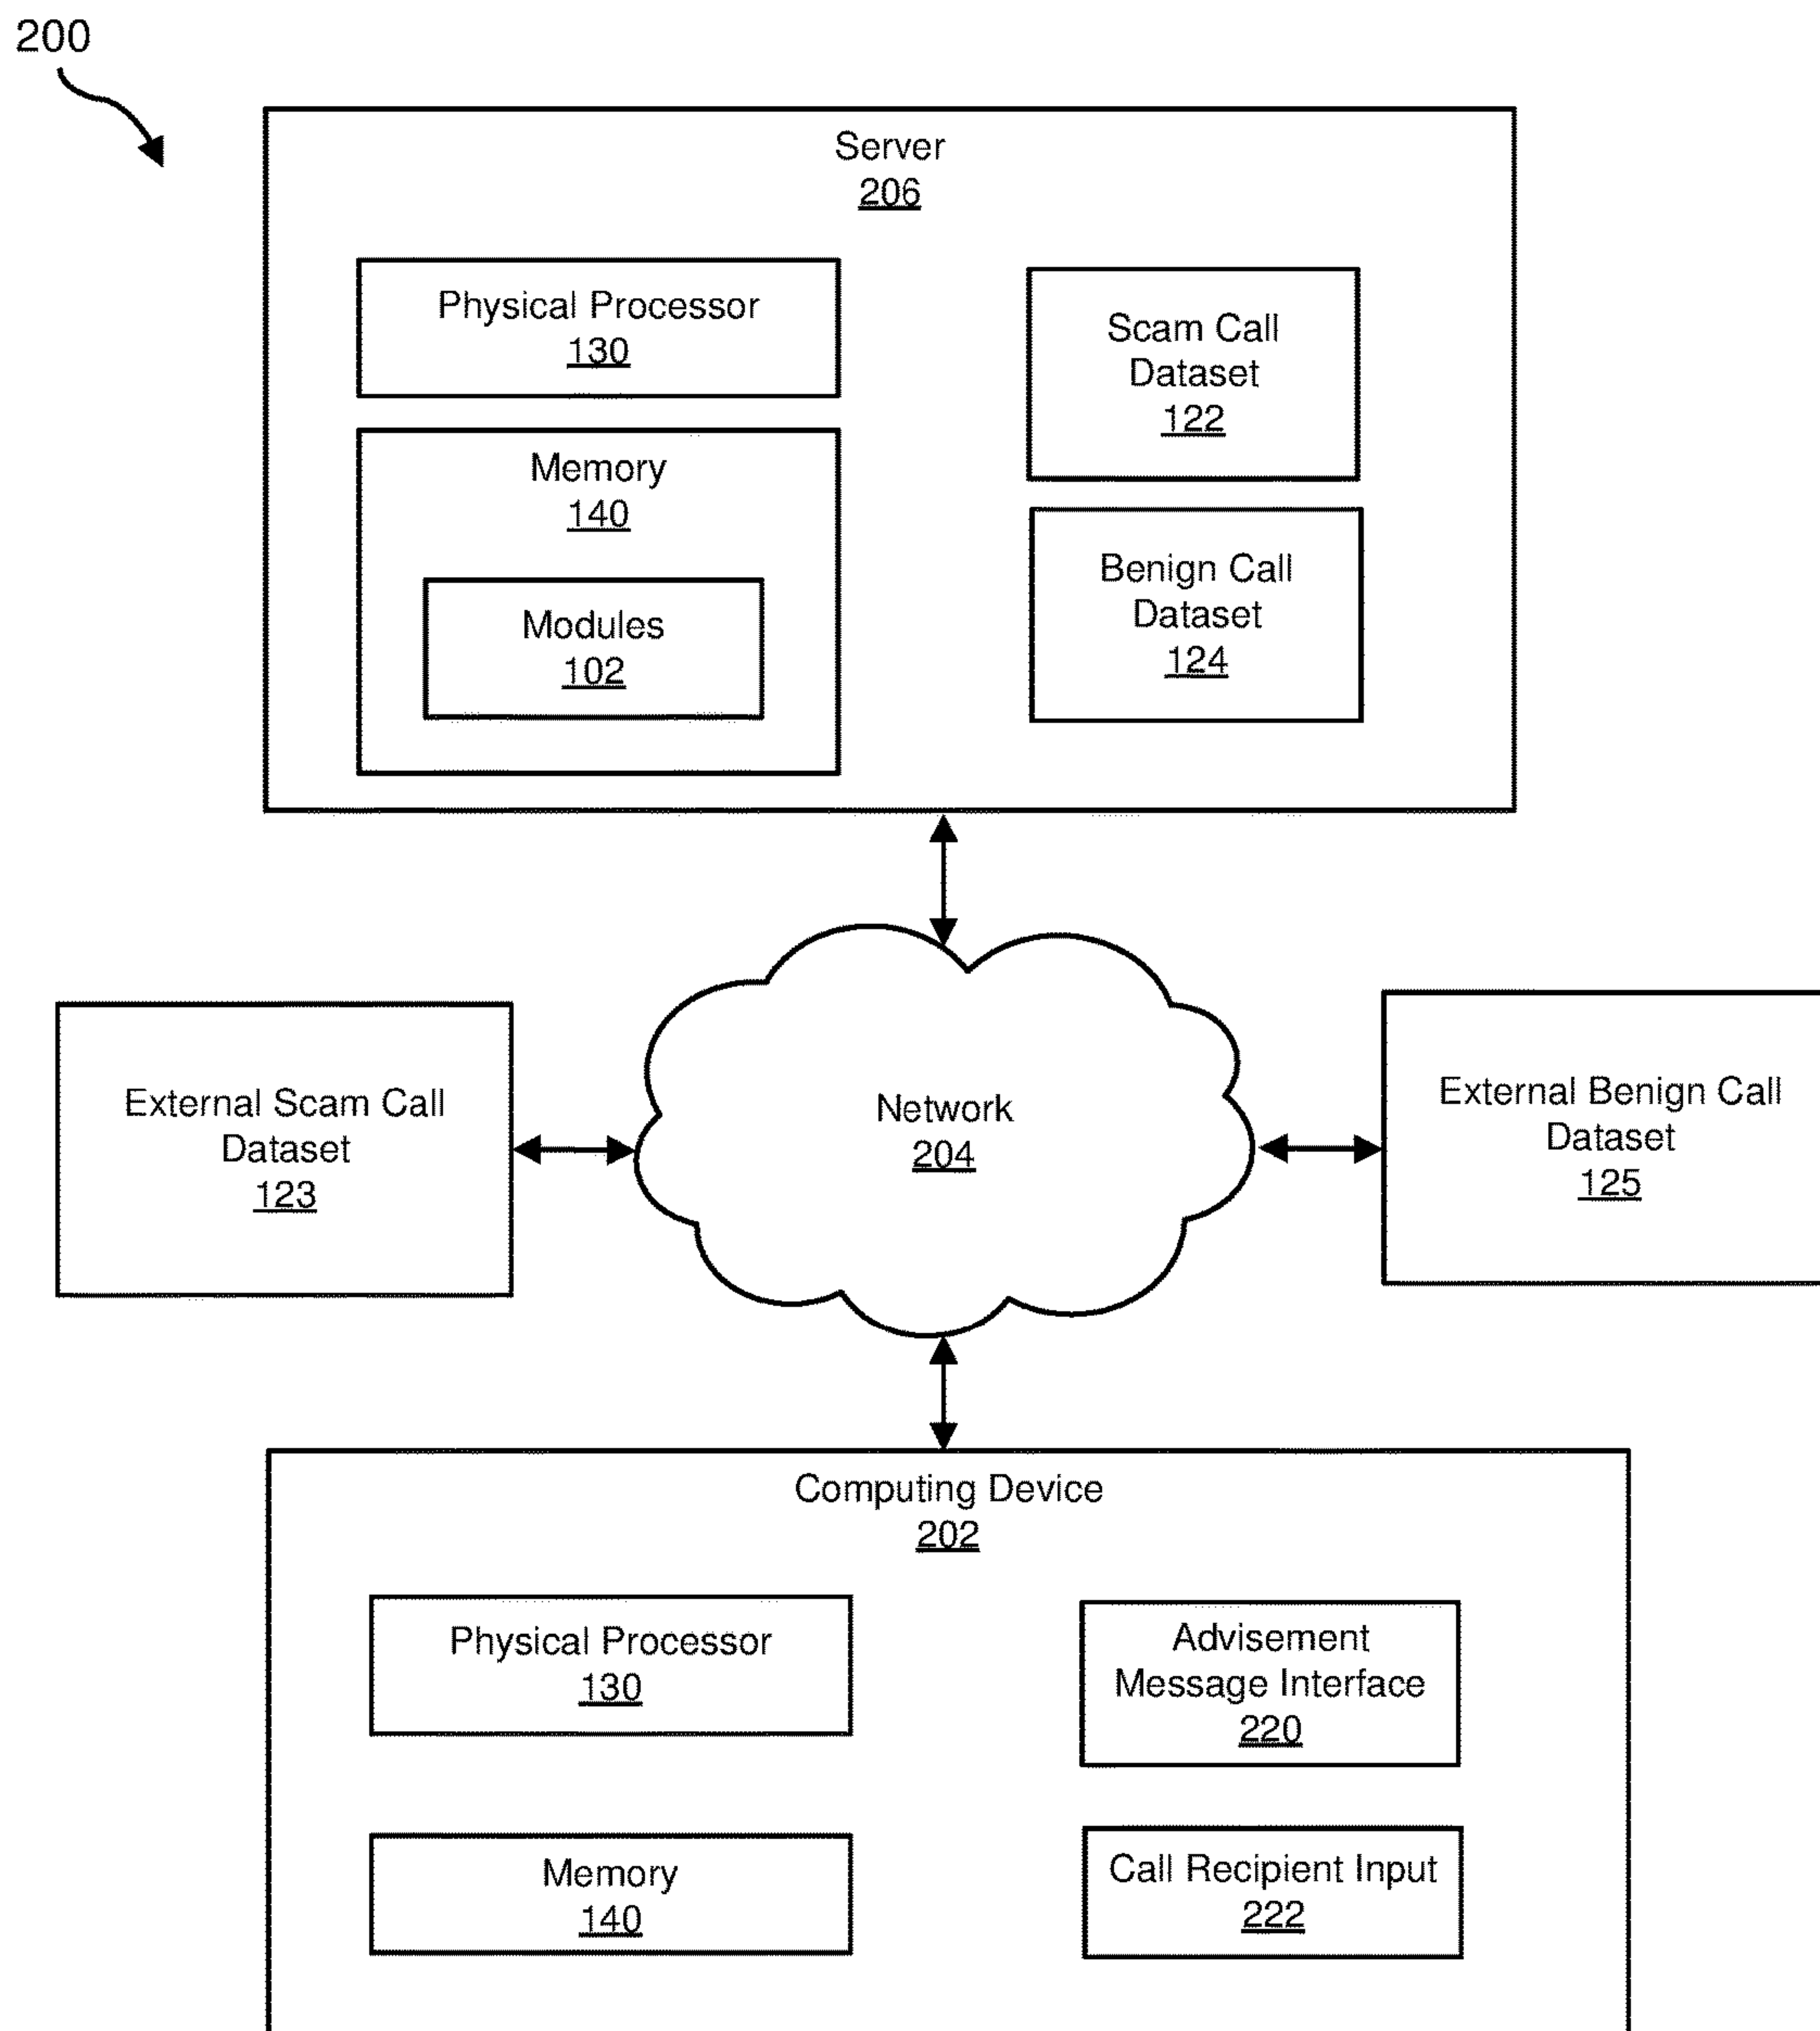 200
Server
206
Physical Processor
130
Scam Call
Dataset
122
Memory
140
Modules
102
Benign Call
Dataset
124
External Scam Call
Dataset
123
Network
204
External Benign Call
Dataset
125
Computing Device
202
Physical Processor
130
Advisement
Message Interface
220
Memory
140
Call Recipient Input
222